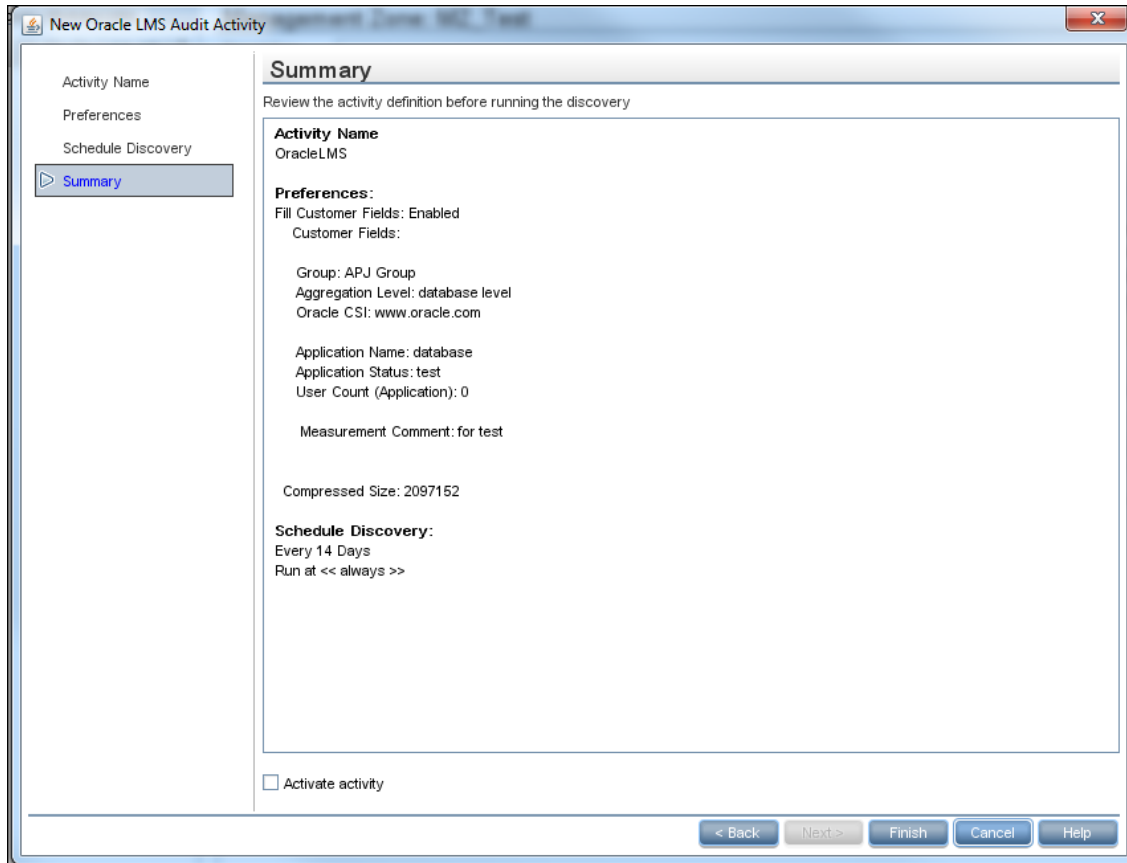 New Oracle LMS Audit Activity
Management Zone: MZ_Test
Activity Name
Preferences
Schedule Discovery
Summary
Summary
Review the activity definition before running the discovery
Activity Name
OracleLMS
Preferences:
Fill Customer Fields: Enabled
Customer Fields:
Group: APJ Group
Aggregation Level: database level
Oracle CSI: www.oracle.com
Application Name: database
Application Status: test
User Count (Application): 0
Measurement Comment: for test
Compressed Size: 2097152
Schedule Discovery:
Every 14 Days
Run at << always >>
Activate activity
< Back
Next >
Finish
Cancel
Help